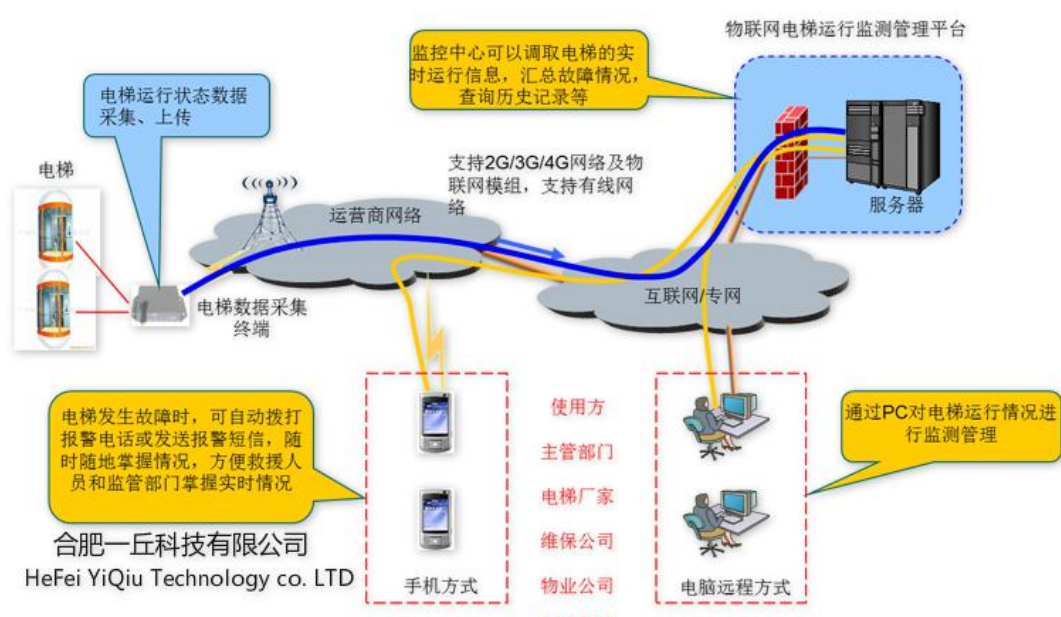 物联网电梯运行监测管理平台
监控中心可以调取电梯的实
时运行信息，汇总故障情况，
查询历史记录等
电梯运行状态数据
采集、上传
电梯
支持2G/3G/4G网络及物
联网模组，支持有线网
络
运营商网络
服务器
电梯数据采集
终端
互联网/专网
电梯发生故障时，可自动拨打
报警电话或发送报警短信，随
时随地掌握情况，方便救援人
员和监管部门掌握实时情况
使用方
主管部门
电梯厂家
维保公司
物业公司
通过PC对电梯运行情况进
行监测管理
合肥一丘科技有限公司
HeFei YiQiu Technology co. LTD
手机方式
电脑远程方式